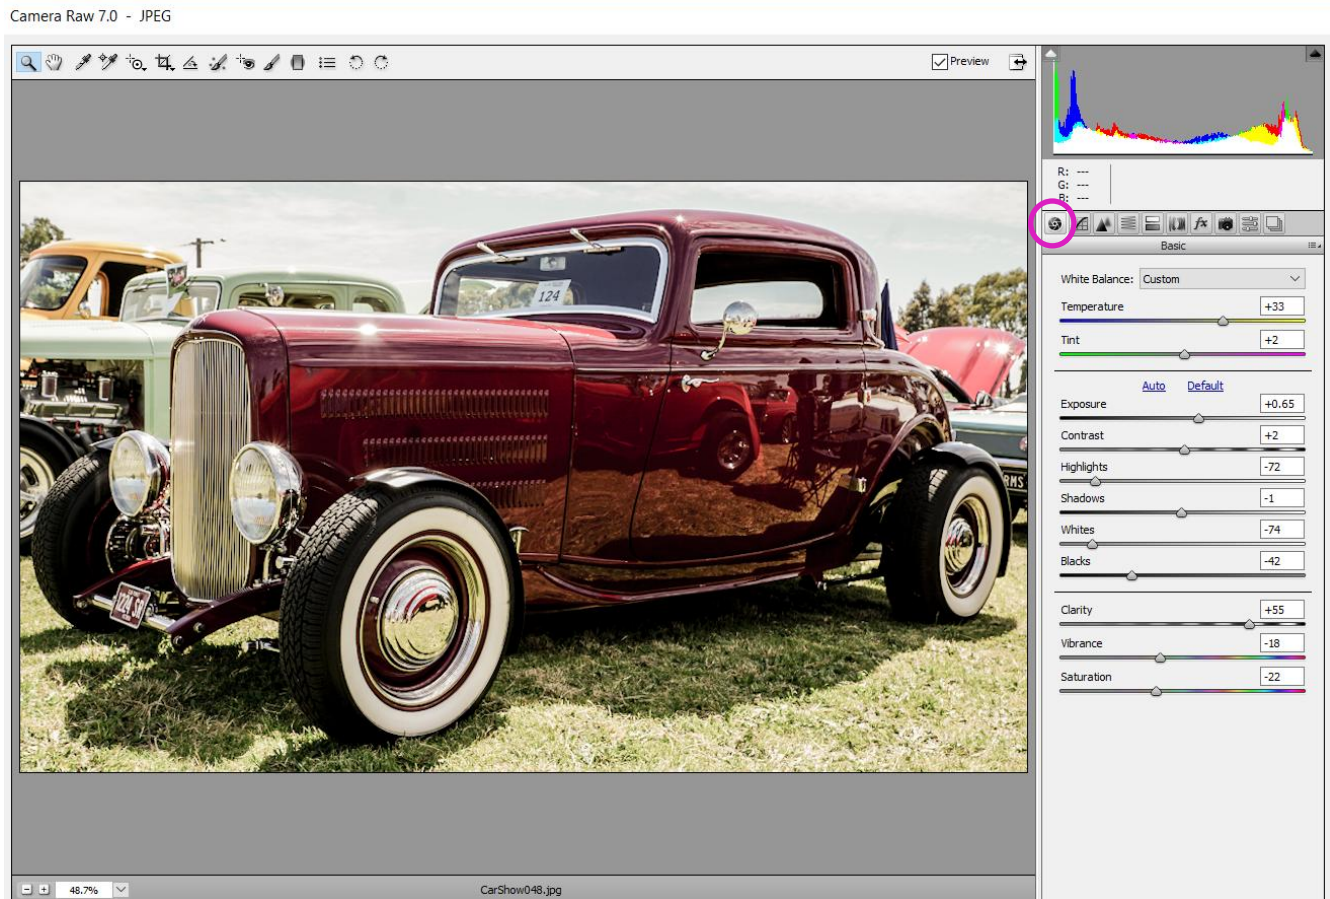 Camera Raw 7.0 - JPEG
Preview
R: ---
G: ---
B: ---
fx
Basic
White Balance: Custom
Temperature +33
Tint +2
Auto Default
Exposure +0.65
Contrast +2
Highlights -72
Shadows -1
Whites -74
Blacks -42
Clarity +55
Vibrance -18
Saturation -22
124
RMS
48.7%
CarShow048.jpg